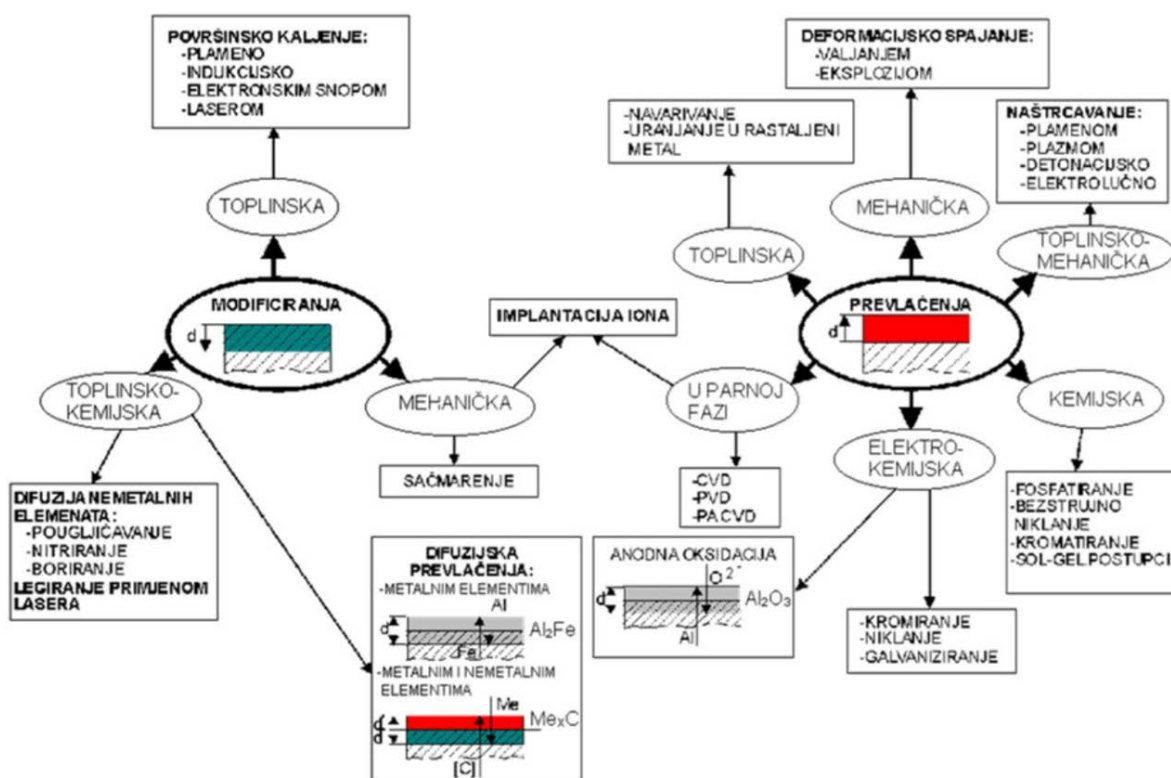 POVRŠINSKO KALJENJE:
-PLAMENO
-INDUKCIJSKO
-ELEKTRONSKIM SNOPOM
-LASEROM
DEFORMACIJSKO SPAJANJE:
-VALJANJEM
-EKSPLOZIJOM
-NAVARIVANJE
-URANJANJE U RASTALJENI
METAL
NAŠTRCAVANJE:
-PLAMENOM
-PLAZMOM
-DETONACIJSKO
-ELEKTROLUČNO
TOPLINSKA
MEHANIČKA
TOPLINSKA
TOPLINSKO-
MEHANIČKA
MODIFICIRANJA
d
IMPLANTACIJA IONA
PREVLAČENJA
d
TOPLINSKO-
KEMIJSKA
MEHANIČKA
U PARNOJ
FAZI
KEMIJSKA
ELEKTRO-
KEMIJSKA
SAČMARENJE
-CVD
-PVD
-PACVD
-FOSFATIRANJE
-BEZSTRUJNO
NIKLANJE
-KROMATIRANJE
-SOL-GEL POSTUPCI
DIFUZIJA NEMETALNIH
ELEMENATA:
-POUGLJIČAVANJE
-NITRIRANJE
-BORIRANJE
LEGIRANJE PRIMJENOM
LASERA
DIFUZIJSKA
PREVLAČENJA:
-METALNIM ELEMENTIMA
Al
d
Al₂Fe
Fe
-METALNIM I NEMETALNIM
ELEMENTIMA
Me
d
MeₓC
d
[C]
ANODNA OKSIDACIJA
O²⁻
d
Al₂O₃
Al
-KROMIRANJE
-NIKLANJE
-GALVANIZIRANJE